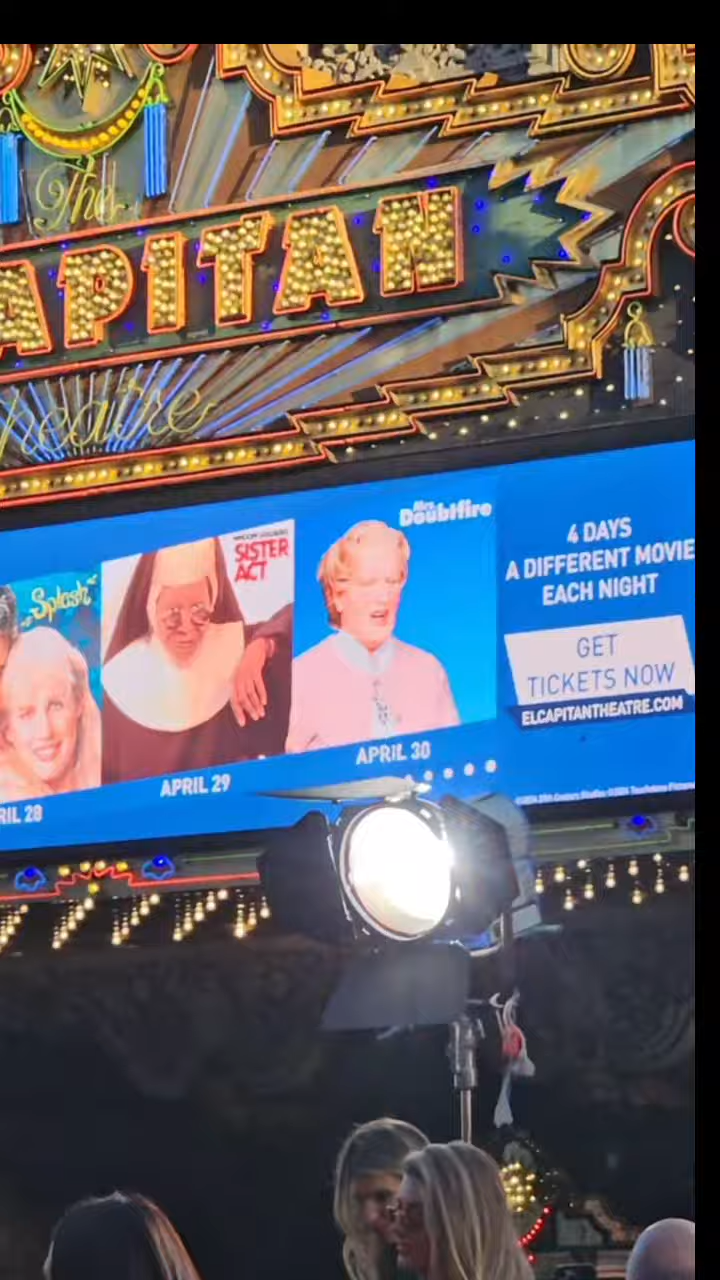 The
APITAN
heatre
Splash
SISTER
ACT
Mrs.
Doubtfire
4 DAYS
A DIFFERENT MOVIE
EACH NIGHT
GET
TICKETS NOW
ELCAPITANTHEATRE.COM
RIL 28
APRIL 29
APRIL 30